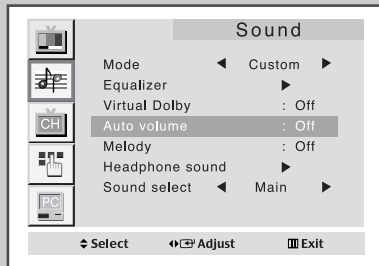 Sound
Mode ◀ Custom ▶
Equalizer ▶
Virtual Dolby : Off
Auto volume : Off
Melody : Off
Headphone sound ▶
Sound select ◀ Main ▶
CH
PC
Select Adjust Exit